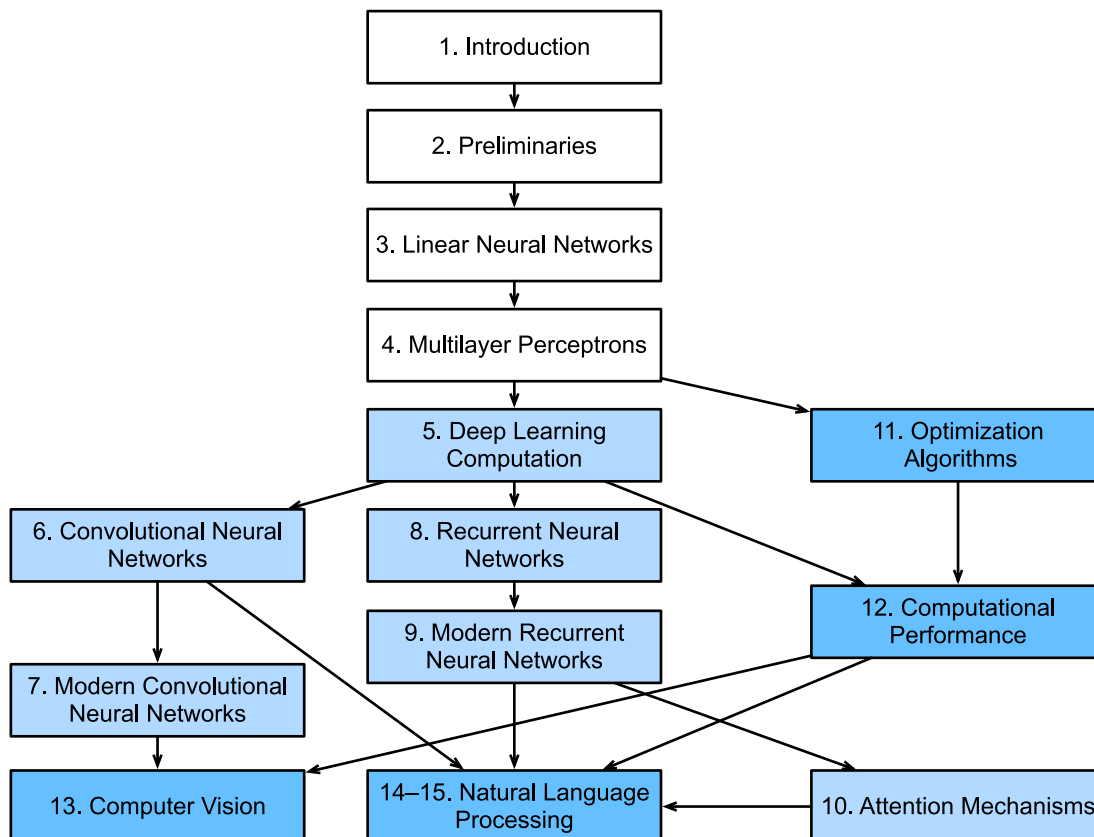 1. Introduction
2. Preliminaries
3. Linear Neural Networks
4. Multilayer Perceptrons
5. Deep Learning
Computation
11. Optimization
Algorithms
6. Convolutional Neural
Networks
8. Recurrent Neural
Networks
12. Computational
Performance
9. Modern Recurrent
Neural Networks
7. Modern Convolutional
Neural Networks
13. Computer Vision
14–15. Natural Language
Processing
10. Attention Mechanisms